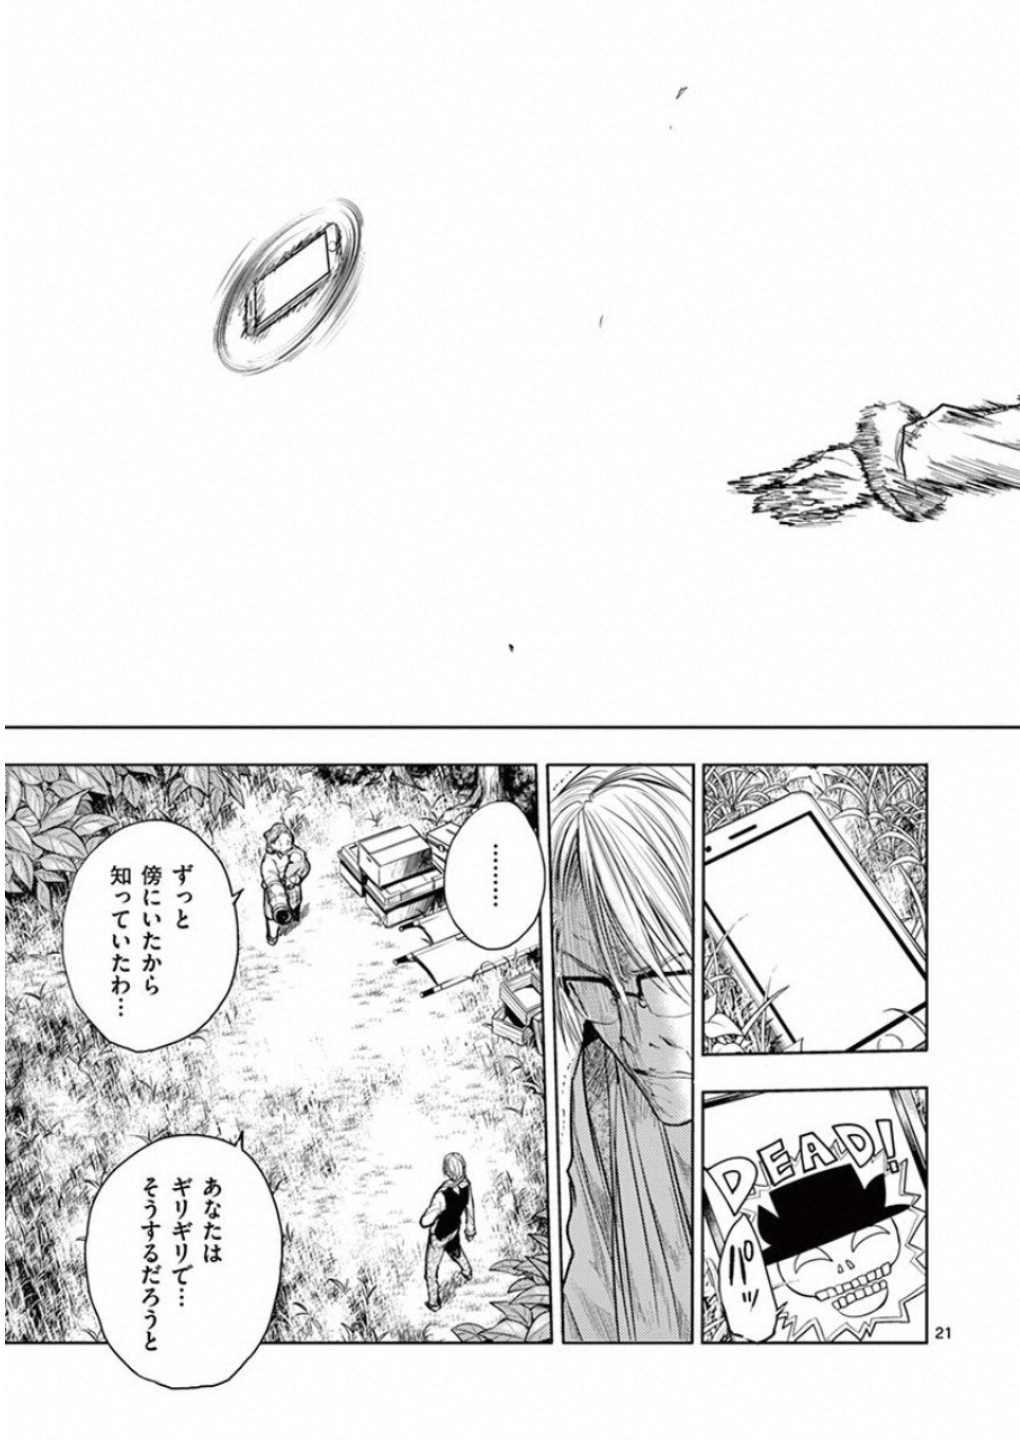 DEAD!
パッ
………
ずっと
傍にいたから
知っていたわ…
あなたは
ギリギリで…
そうするだろうと
21